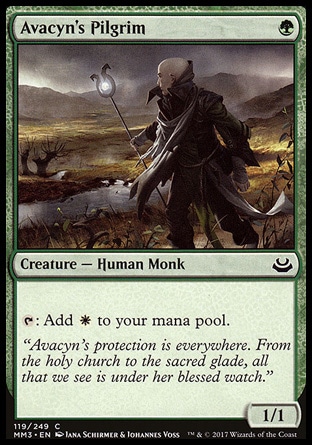 Avacyn's Pilgrim
Creature — Human Monk
: Add to your mana pool.
"Avacyn's protection is everywhere. From
the holy church to the sacred glade, all
that we see is under her blessed watch."
1/1
119/249 C
MM3 • EN Jana Schirmer & Johannes Voss ™ & © 2017 Wizards of the Coast